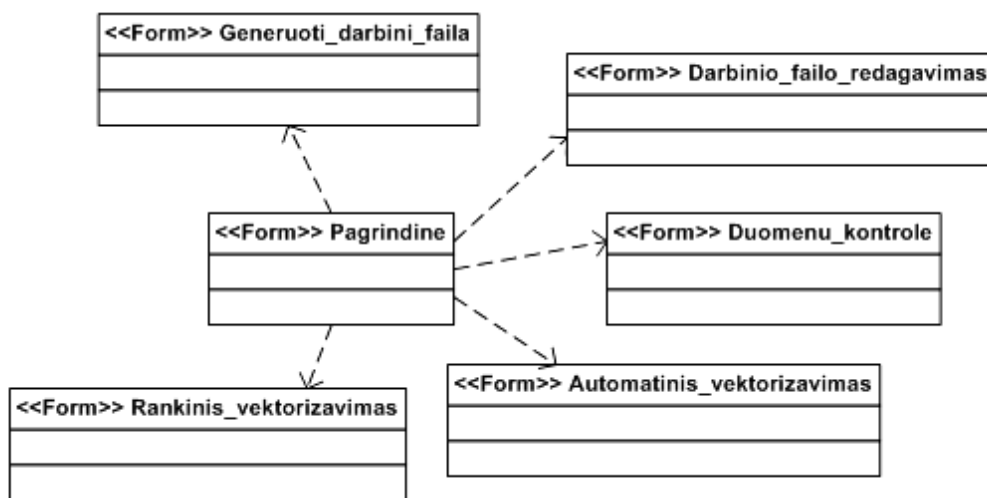 <<Form>> Generuoti_darbini_faila
<<Form>> Darbinio_failo_redagavimas
<<Form>> Pagrindine
<<Form>> Duomenu_kontrole
<<Form>> Automatinis_vektorizavimas
<<Form>> Rankinis_vektorizavimas